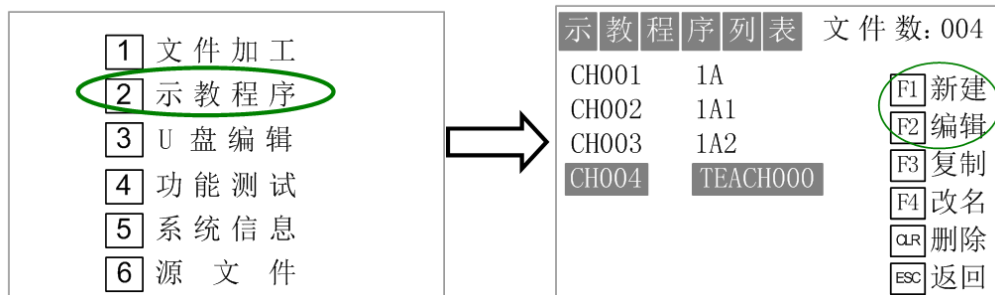 1 文件加工
2 示教程序
3 U 盘编辑
4 功能测试
5 系统信息
6 源 文 件
示教程序列表 文件数: 004
CH001 1A
CH002 1A1
CH003 1A2
CH004 TEACH000
F1 新建
F2 编辑
F3 复制
F4 改名
CLR 删除
ESC 返回